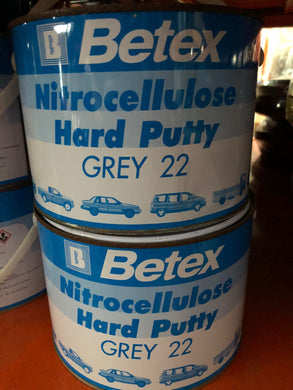 Betex
Nitrocellulose
Hard Putty
GREY 22
Betex
Nitrocellulose
Hard Putty
GREY 22